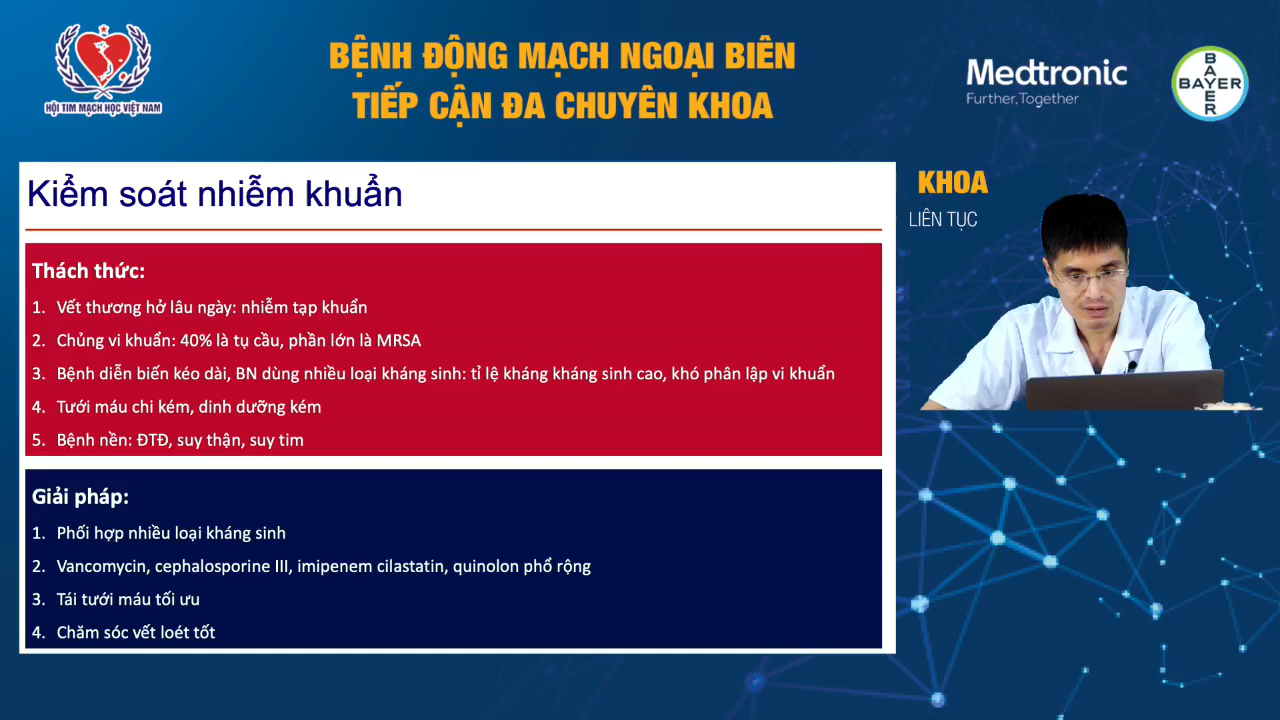 HỘI TIM MẠCH HỌC VIỆT NAM
BỆNH ĐỘNG MẠCH NGOẠI BIÊN
TIẾP CẬN ĐA CHUYÊN KHOA
Medtronic
Further, Together
BAYER
BAYER
Kiểm soát nhiễm khuẩn
Thách thức:
1. Vết thương hở lâu ngày: nhiễm tạp khuẩn
2. Chủng vi khuẩn: 40% là tụ cầu, phần lớn là MRSA
3. Bệnh diễn biến kéo dài, BN dùng nhiều loại kháng sinh: tỉ lệ kháng kháng sinh cao, khó phân lập vi khuẩn
4. Tưới máu chi kém, dinh dưỡng kém
5. Bệnh nền: ĐTĐ, suy thận, suy tim
Giải pháp:
1. Phối hợp nhiều loại kháng sinh
2. Vancomycin, cephalosporine III, imipenem cilastatin, quinolon phổ rộng
3. Tái tưới máu tối ưu
4. Chăm sóc vết loét tốt
KHOA
LIÊN TỤC